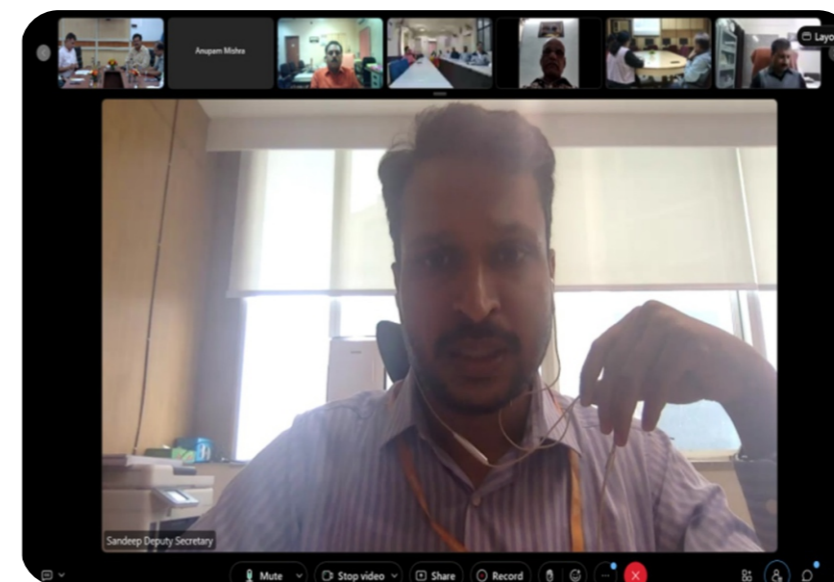 Anupam Mishra
Layo
Sandeep Deputy Secretary
Mute
Stop video
Share
Record